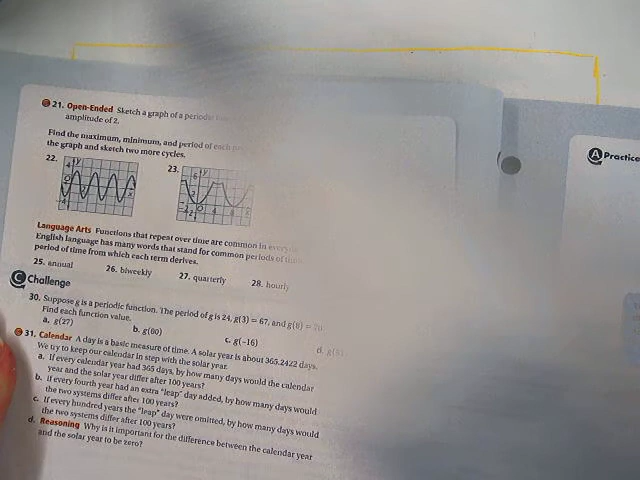 21. Open-Ended Sketch a graph of a periodic
amplitude of 2.
Find the maximum, minimum, and period of each
the graph and sketch two more cycles.
22.
23.
A Practice
Language Arts Functions that repeat over time are common in
English language has many words that stand for common periods of
period of time from which each term derives.
25. annual
26. biweekly
27. quarterly
28. hourly
C Challenge
30. Suppose g is a periodic function. The period of g is 24, g(3) = 67, and g(8) = 70
Find each function value.
a. g(27)
b. g(80)
c. g(-16)
d.
31. Calendar A day is a basic measure of time. A solar year is about 365.2422 days.
We try to keep our calendar in step with the solar year.
a. If every calendar year had 365 days, by how many days would the calendar
year and the solar year differ after 100 years?
b. If every fourth year had an extra "leap" day added, by how many days would
the two systems differ after 100 years?
c. If every hundred years the "leap" day were omitted, by how many days would
the two systems differ after 100 years?
d. Reasoning Why is it important for the difference between the calendar year
and the solar year to be zero?